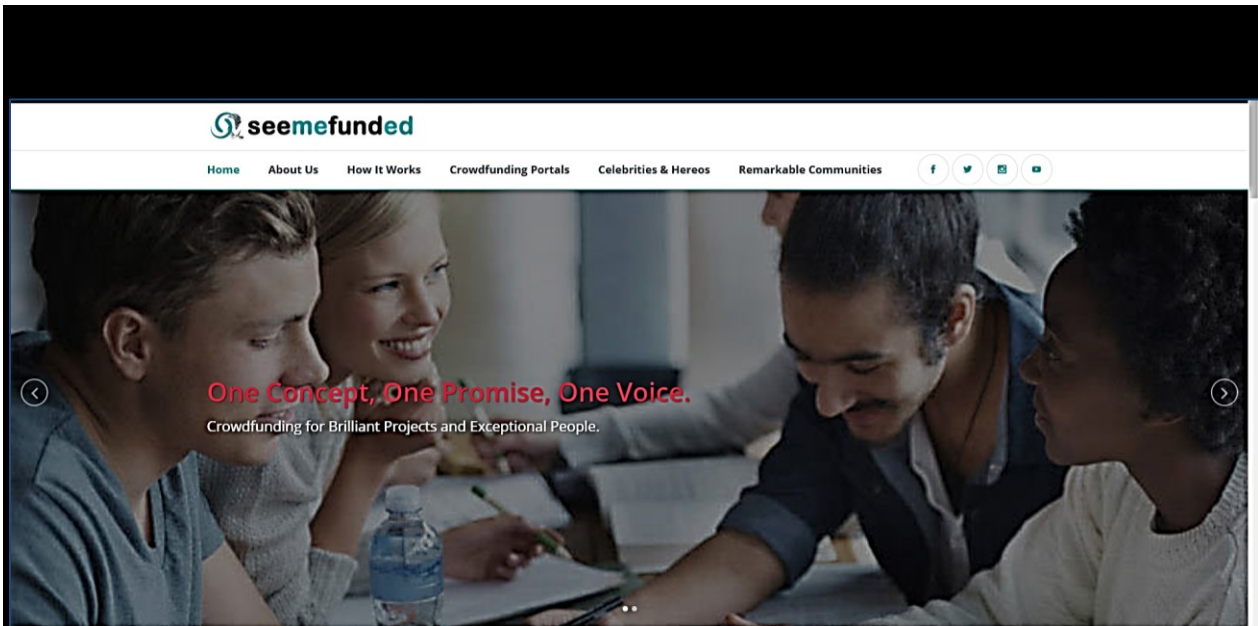 seemefunded
Home About Us How It Works Crowdfunding Portals Celebrities & Hereos Remarkable Communities
One Concept, One Promise, One Voice.
Crowdfunding for Brilliant Projects and Exceptional People.